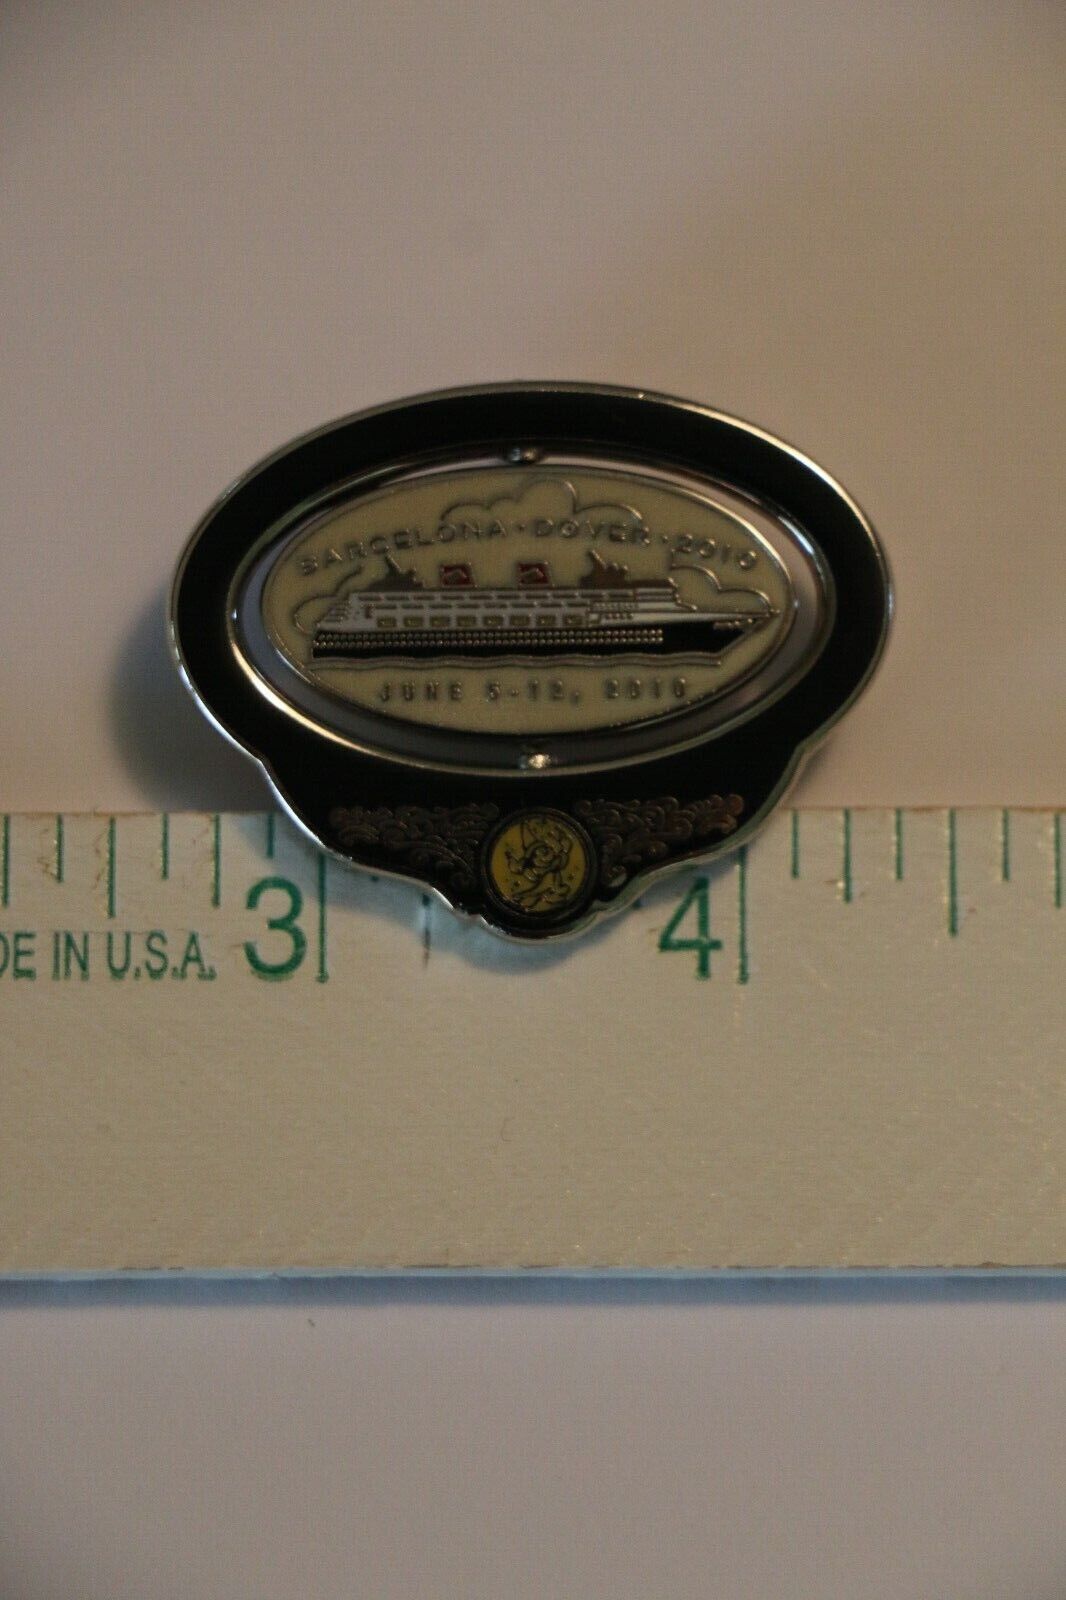 BARCELONA • DOVER • 2010
JUNE 5-12, 2010
3 4
DE IN U.S.A.